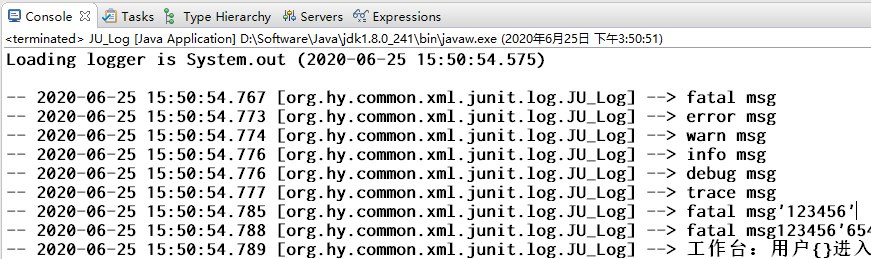 Console Tasks Type Hierarchy Servers Expressions
<terminated> JU_Log [Java Application] D:\Software\Java\jdk1.8.0_241\bin\javaw.exe (2020年6月25日 下午3:50:51)
Loading logger is System.out (2020-06-25 15:50:54.575)
-- 2020-06-25 15:50:54.767 [org.hy.common.xml.junit.log.JU_Log] --> fatal msg
-- 2020-06-25 15:50:54.773 [org.hy.common.xml.junit.log.JU_Log] --> error msg
-- 2020-06-25 15:50:54.774 [org.hy.common.xml.junit.log.JU_Log] --> warn msg
-- 2020-06-25 15:50:54.776 [org.hy.common.xml.junit.log.JU_Log] --> info msg
-- 2020-06-25 15:50:54.776 [org.hy.common.xml.junit.log.JU_Log] --> debug msg
-- 2020-06-25 15:50:54.777 [org.hy.common.xml.junit.log.JU_Log] --> trace msg
-- 2020-06-25 15:50:54.785 [org.hy.common.xml.junit.log.JU_Log] --> fatal msg'123456'
-- 2020-06-25 15:50:54.788 [org.hy.common.xml.junit.log.JU_Log] --> fatal msg123456'654
-- 2020-06-25 15:50:54.789 [org.hy.common.xml.junit.log.JU_Log] --> 工作台：用户{}进入